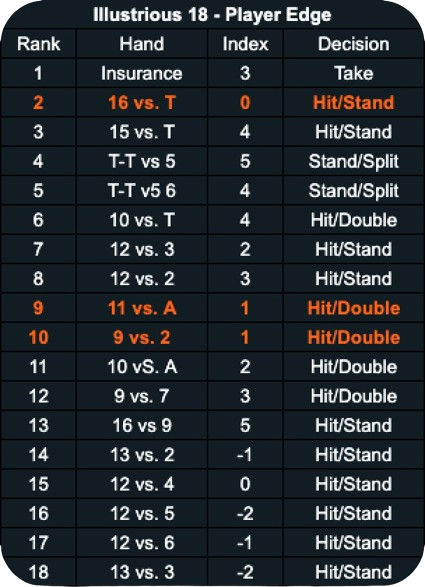 Illustrious 18 - Player Edge
Rank Hand Index Decision
1 Insurance 3 Take
2 16 vs. T 0 Hit/Stand
3 15 vs. T 4 Hit/Stand
4 T-T vs 5 5 Stand/Split
5 T-T v5 6 4 Stand/Split
6 10 vs. T 4 Hit/Double
7 12 vs. 3 2 Hit/Stand
8 12 vs. 2 3 Hit/Stand
9 11 vs. A 1 Hit/Double
10 9 vs. 2 1 Hit/Double
11 10 vS. A 2 Hit/Double
12 9 vs. 7 3 Hit/Double
13 16 vs 9 5 Hit/Stand
14 13 vs. 2 -1 Hit/Stand
15 12 vs. 4 0 Hit/Stand
16 12 vs. 5 -2 Hit/Stand
17 12 vs. 6 -1 Hit/Stand
18 13 vs. 3 -2 Hit/Stand